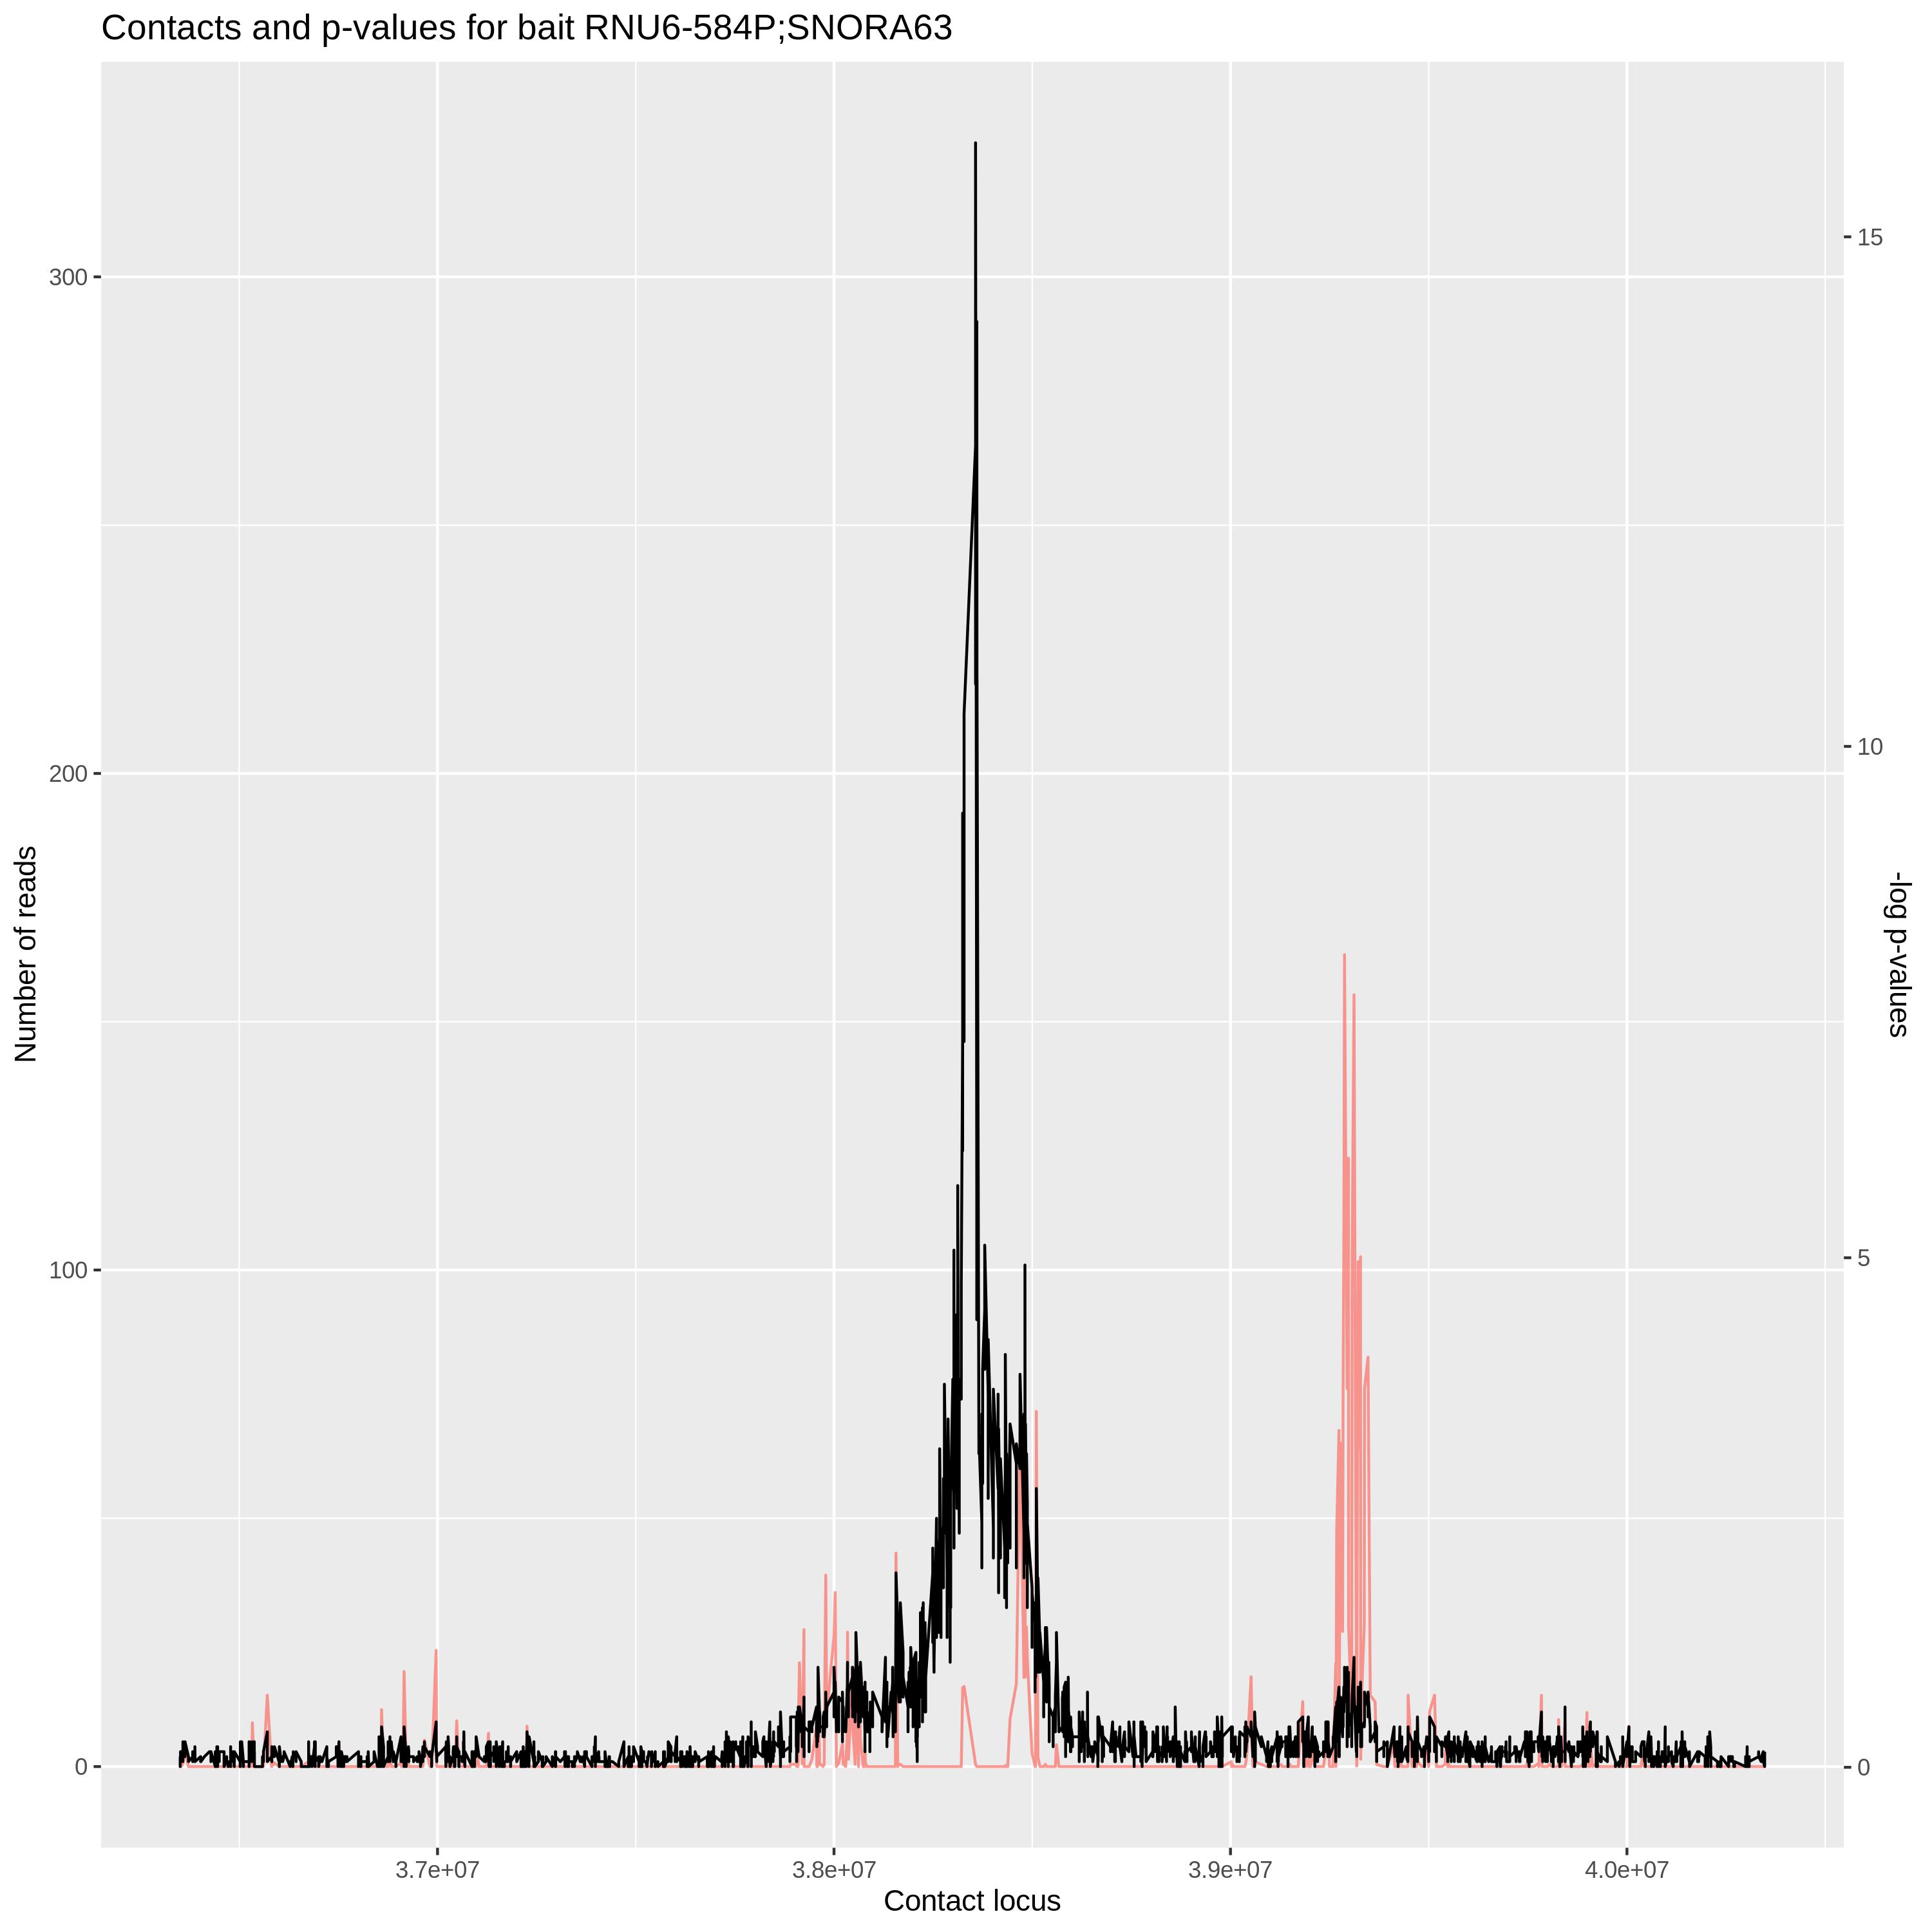 Contacts and p-values for bait RNU6-584P;SNORA63
300
200
100
0
Number of reads
15
10
5
0
-log p-values
3.7e+07
3.8e+07
3.9e+07
4.0e+07
Contact locus